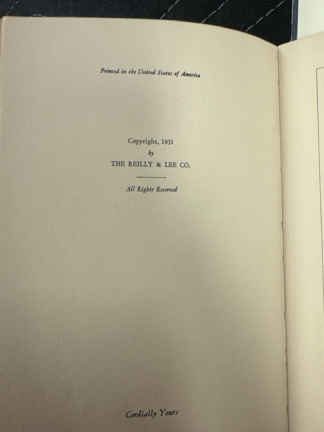 Printed in the United States of America
Copyright, 1931
by
THE REILLY & LEE CO.
All Rights Reserved
Cordially Yours